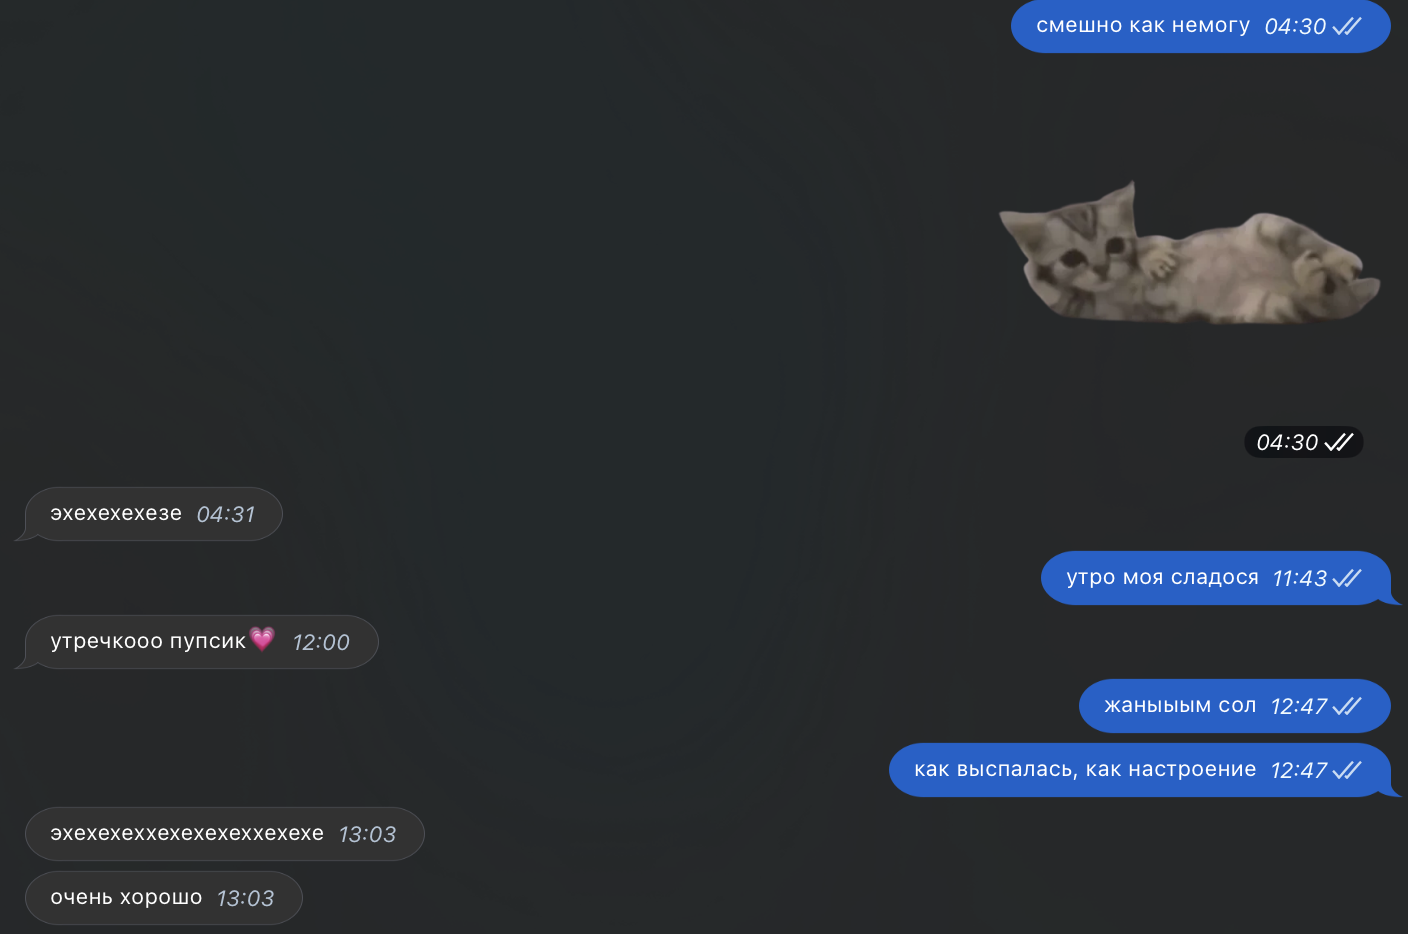 смешно как немогу 04:30
04:30
эхехехехезе 04:31
утро моя сладося 11:43
утречкооо пупсик💗 12:00
жаныыым сол 12:47
как выспалась, как настроение 12:47
эхехехеххехехехеххехехе 13:03
очень хорошо 13:03